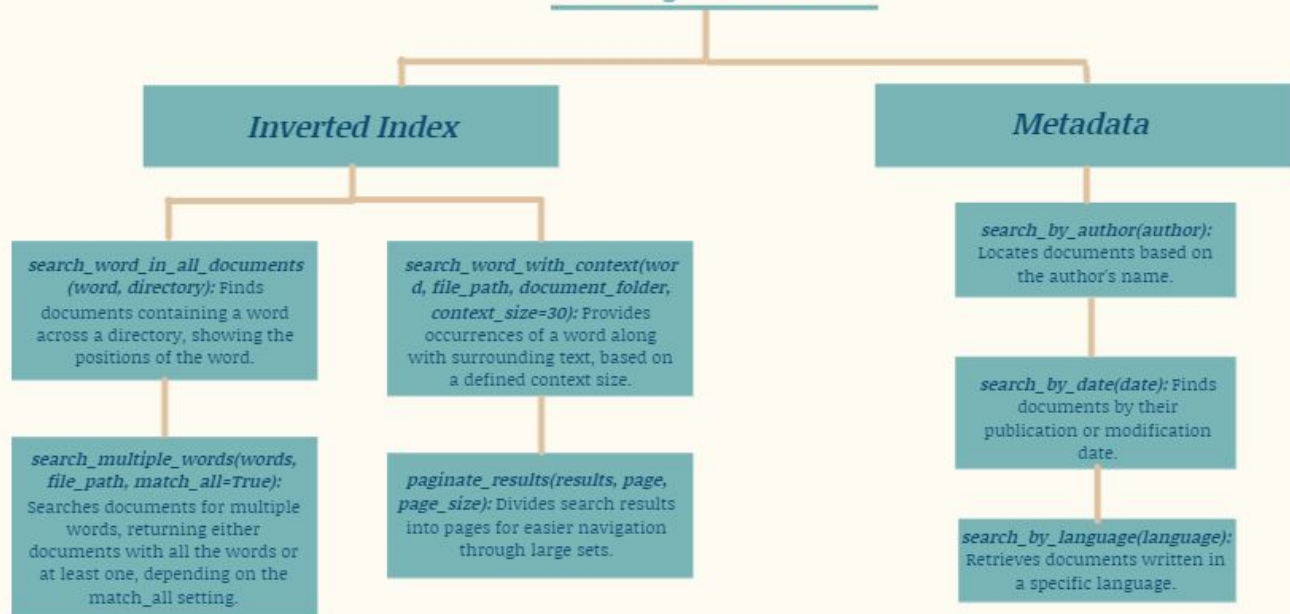 Inverted Index
Metadata
search_word_in_all_documents
(word, directory): Finds
documents containing a word
across a directory, showing the
positions of the word.
search_word_with_context(wor
d, file_path, document_folder,
context_size=30): Provides
occurrences of a word along
with surrounding text, based on
a defined context size.
search_by_author(author):
Locates documents based on
the author's name.
search_multiple_words(words,
file_path, match_all=True):
Searches documents for multiple
words, returning either
documents with all the words or
at least one, depending on the
match_all setting.
paginate_results(results, page,
page_size): Divides search results
into pages for easier navigation
through large sets.
search_by_date(date): Finds
documents by their
publication or modification
date.
search_by_language(language):
Retrieves documents written in
a specific language.